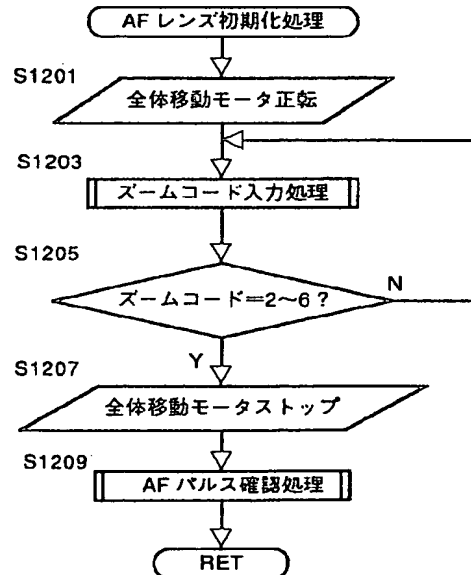 AF レンズ初期化処理
S1201
全体移動モータ正転
S1203
ズームコード入力処理
S1205
ズームコード=2〜6?
N
Y
S1207
全体移動モータストップ
S1209
AF パルス確認処理
RET